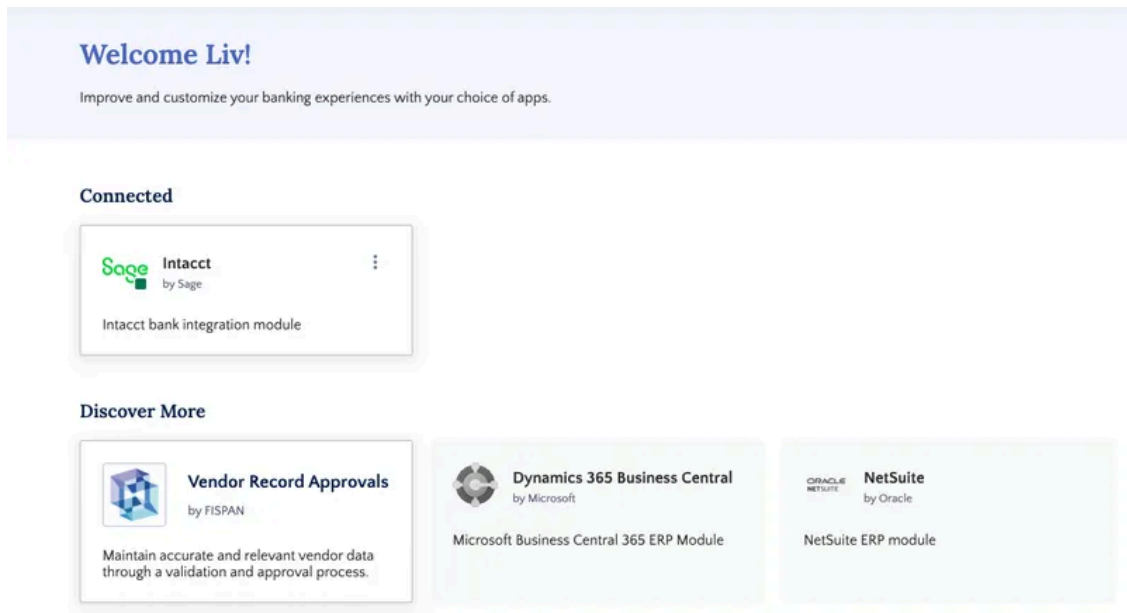 Welcome Liv!
Improve and customize your banking experiences with your choice of apps.
Connected
Sage
Intacct
by Sage
Intacct bank integration module
Discover More
Vendor Record Approvals
by FISPAN
Maintain accurate and relevant vendor data
through a validation and approval process.
Dynamics 365 Business Central
by Microsoft
Microsoft Business Central 365 ERP Module
ORACLE
NETSUITE
NetSuite
by Oracle
NetSuite ERP module